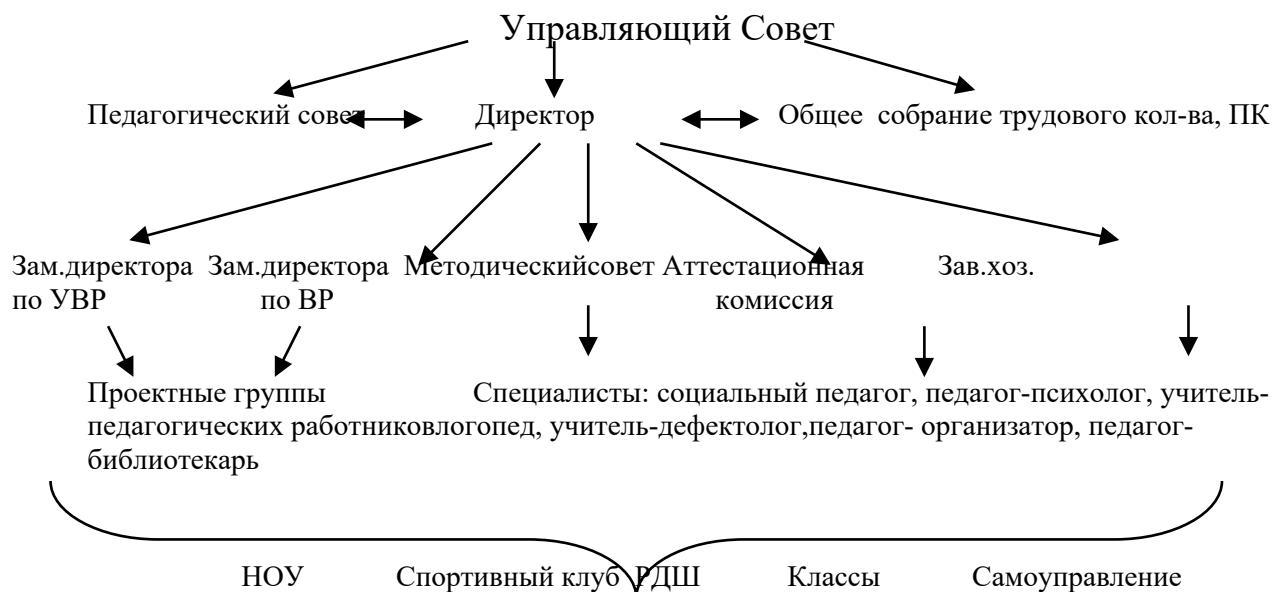 Управляющий Совет
Педагогический совет Директор Общее собрание трудового кол-ва, ПК
Зам.директора Зам.директора Методическийсовет Аттестационная Зав.хоз.
по УВР по ВР комиссия
Проектные группы Специалисты: социальный педагог, педагог-психолог, учитель-
педагогических работниковлогопед, учитель-дефектолог,педагог- организатор, педагог-
библиотекарь
НОУ Спортивный клуб РДШ Классы Самоуправление